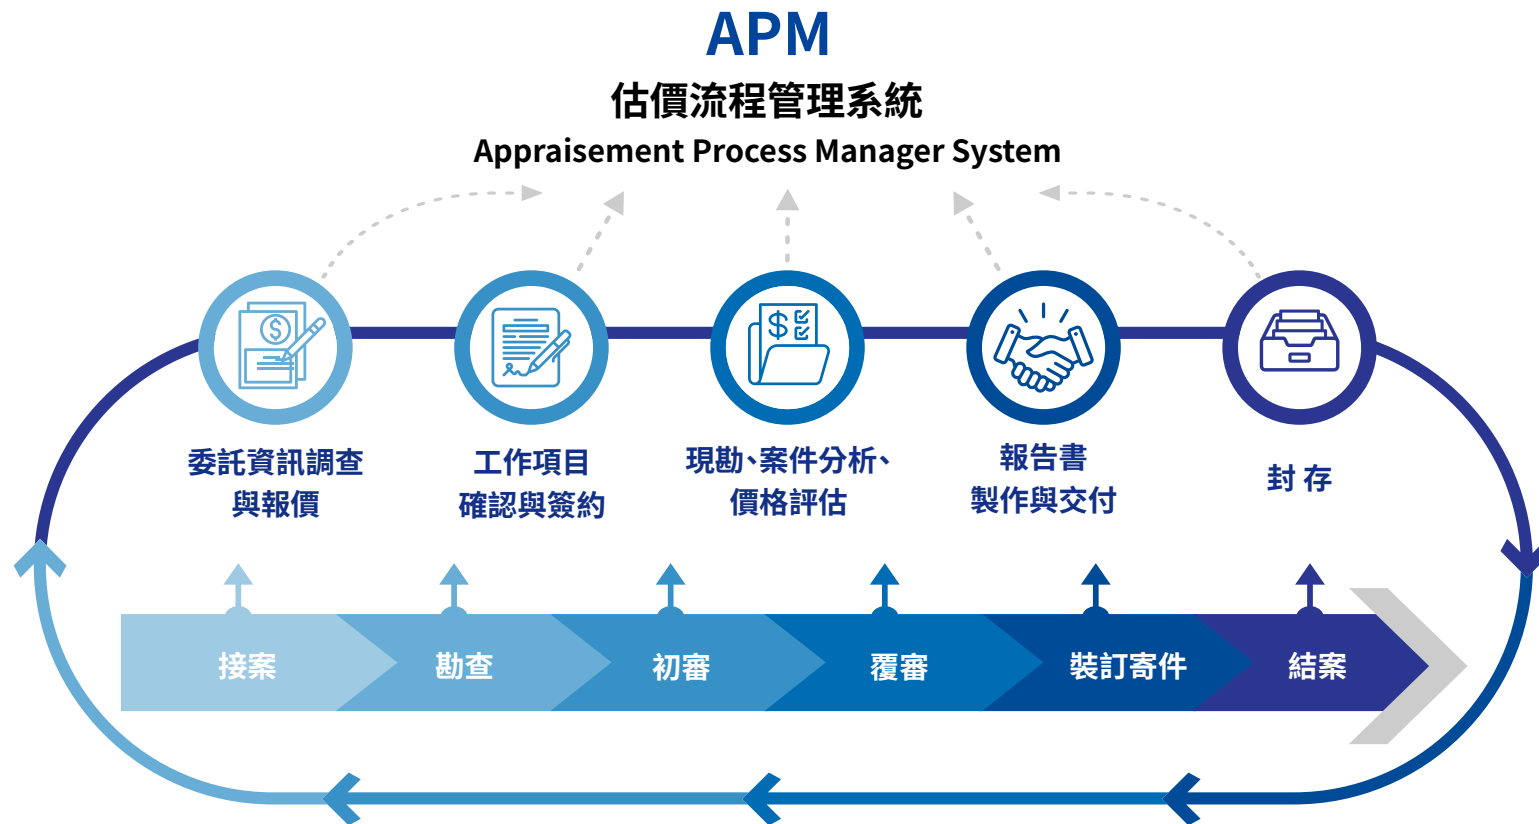 APM
估價流程管理系統
Appraisement Process Manager System
委託資訊調查
與報價
工作項目
確認與簽約
現勘、案件分析、
價格評估
報告書
製作與交付
封存
接案
勘查
初審
覆審
裝訂寄件
結案